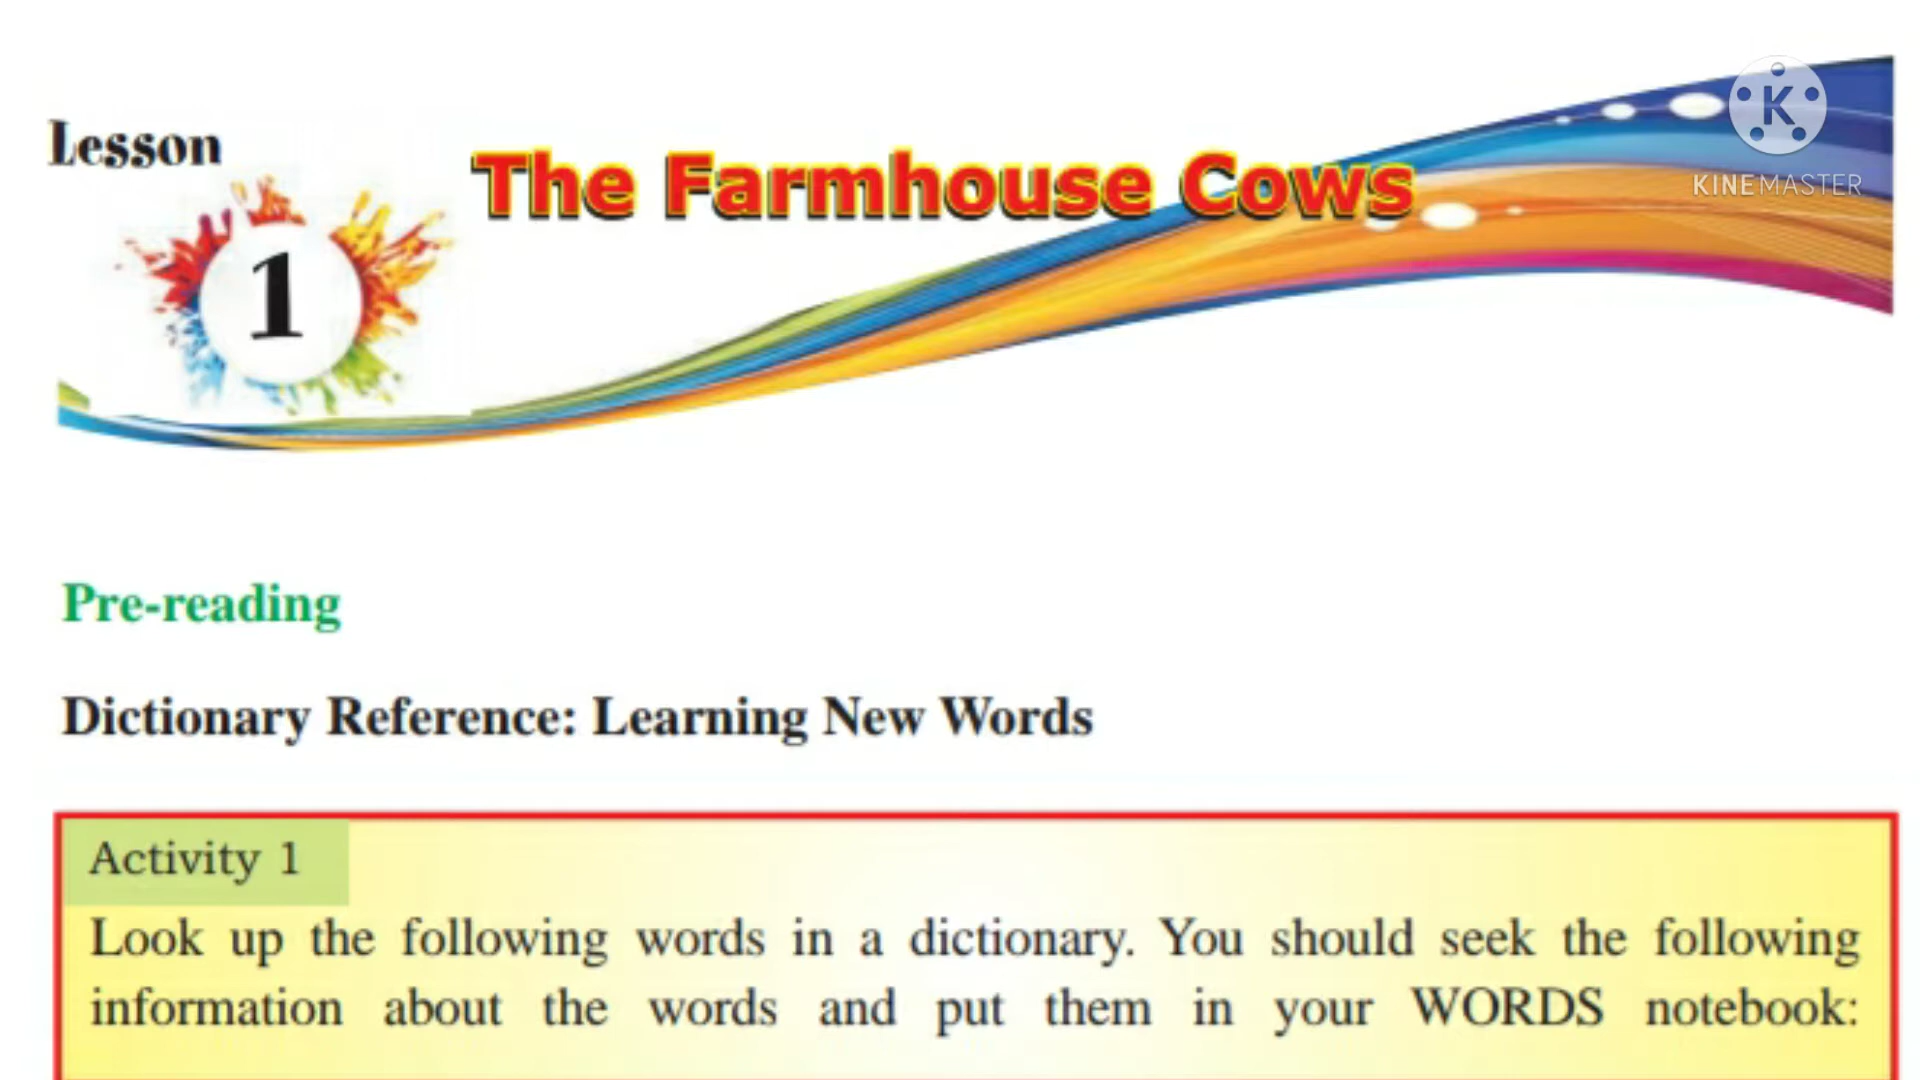 Lesson
1
The Farmhouse Cows
K
KINEMASTER
Pre-reading
Dictionary Reference: Learning New Words
Activity 1
Look up the following words in a dictionary. You should seek the following
information about the words and put them in your WORDS notebook: